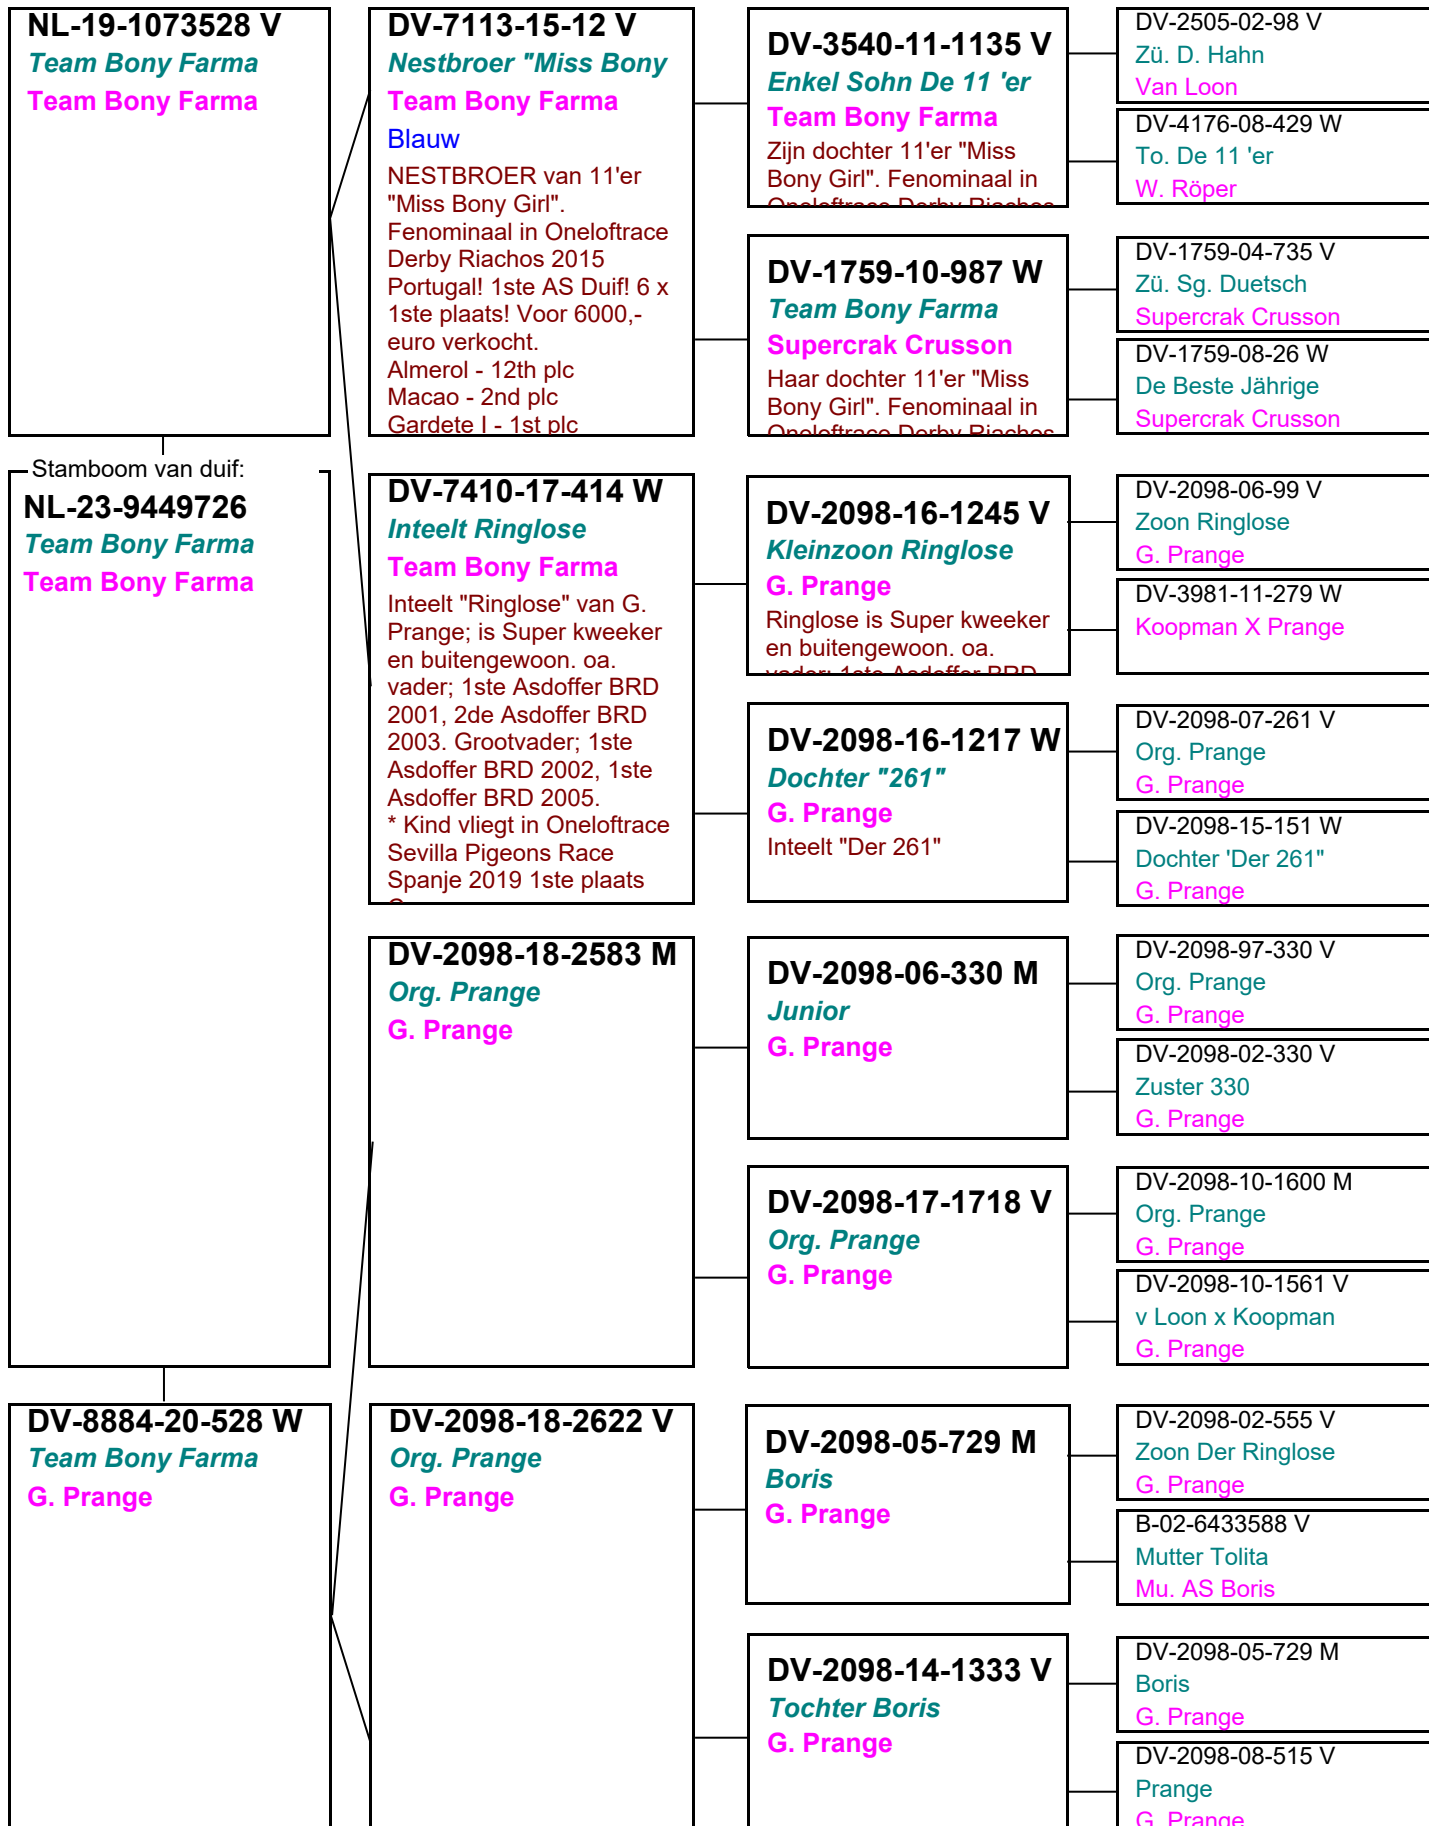 NL-19-1073528 V
Team Bony Farma
Team Bony Farma
Stamboom van duif:
NL-23-9449726
Team Bony Farma
Team Bony Farma
DV-8884-20-528 W
Team Bony Farma
G. Prange
DV-7113-15-12 V
Nestbroer "Miss Bony
Team Bony Farma
Blauw
NESTBROER van 11'er
"Miss Bony Girl".
Fenominaal in Oneloftrace
Derby Riachos 2015
Portugal! 1ste AS Duif! 6 x
1ste plaats! Voor 6000,-
euro verkocht.
Almerol - 12th plc
Macao - 2nd plc
Gardete I - 1st plc
DV-7410-17-414 W
Inteelt Ringlose
Team Bony Farma
Inteelt "Ringlose" van G.
Prange; is Super kweeker
en buitengewoon. oa.
vader; 1ste Asdoffer BRD
2001, 2de Asdoffer BRD
2003. Grootvader; 1ste
Asdoffer BRD 2002, 1ste
Asdoffer BRD 2005.
* Kind vliegt in Oneloftrace
Sevilla Pigeons Race
Spanje 2019 1ste plaats
DV-2098-18-2583 M
Org. Prange
G. Prange
DV-2098-18-2622 V
Org. Prange
G. Prange
DV-3540-11-1135 V
Enkel Sohn De 11 'er
Team Bony Farma
Zijn dochter 11'er "Miss
Bony Girl". Fenominaal in
Oneloftrace Derby Riachos
DV-1759-10-987 W
Team Bony Farma
Supercrak Crusson
Haar dochter 11'er "Miss
Bony Girl". Fenominaal in
Oneloftrace Derby Riachos
DV-2098-16-1245 V
Kleinzoon Ringlose
G. Prange
Ringlose is Super kweeker
en buitengewoon. oa.
vader; 1ste Asdoffer BRD
DV-2098-16-1217 W
Dochter "261"
G. Prange
Inteelt "Der 261"
DV-2098-06-330 M
Junior
G. Prange
DV-2098-17-1718 V
Org. Prange
G. Prange
DV-2098-05-729 M
Boris
G. Prange
DV-2098-14-1333 V
Tochter Boris
G. Prange
DV-2505-02-98 V
Zü. D. Hahn
Van Loon
DV-4176-08-429 W
To. De 11 'er
W. Röper
DV-1759-04-735 V
Zü. Sg. Duetsch
Supercrak Crusson
DV-1759-08-26 W
De Beste Jährige
Supercrak Crusson
DV-2098-06-99 V
Zoon Ringlose
G. Prange
DV-3981-11-279 W
Koopman X Prange
DV-2098-07-261 V
Org. Prange
G. Prange
DV-2098-15-151 W
Dochter 'Der 261"
G. Prange
DV-2098-97-330 V
Org. Prange
G. Prange
DV-2098-02-330 V
Zuster 330
G. Prange
DV-2098-10-1600 M
Org. Prange
G. Prange
DV-2098-10-1561 V
v Loon x Koopman
G. Prange
DV-2098-02-555 V
Zoon Der Ringlose
G. Prange
B-02-6433588 V
Mutter Tolita
Mu. AS Boris
DV-2098-05-729 M
Boris
G. Prange
DV-2098-08-515 V
Prange
G. Prange